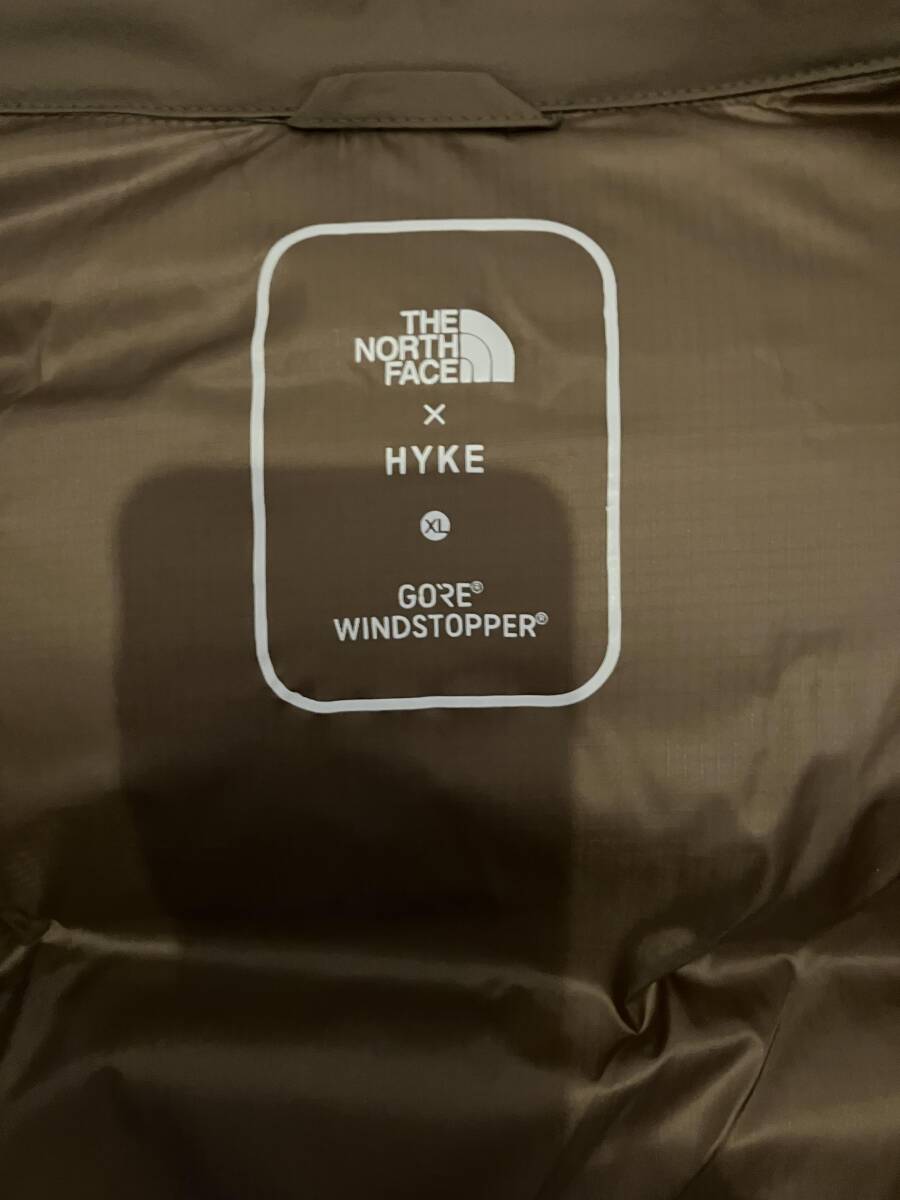 THE
NORTH
FACE
×
HYKE
XL
GORE®
WINDSTOPPER®